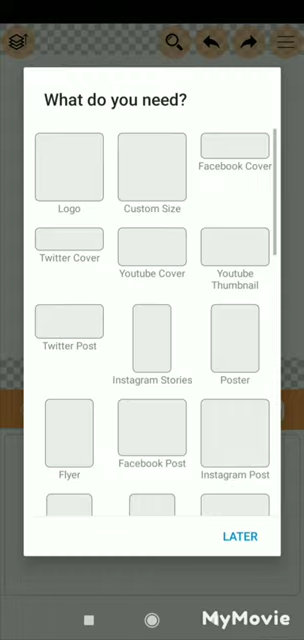 What do you need?
Logo
Custom Size
Facebook Cover
Twitter Cover
Youtube Cover
Youtube
Thumbnail
Twitter Post
Instagram Stories
Poster
Flyer
Facebook Post
Instagram Post
LATER
MyMovie